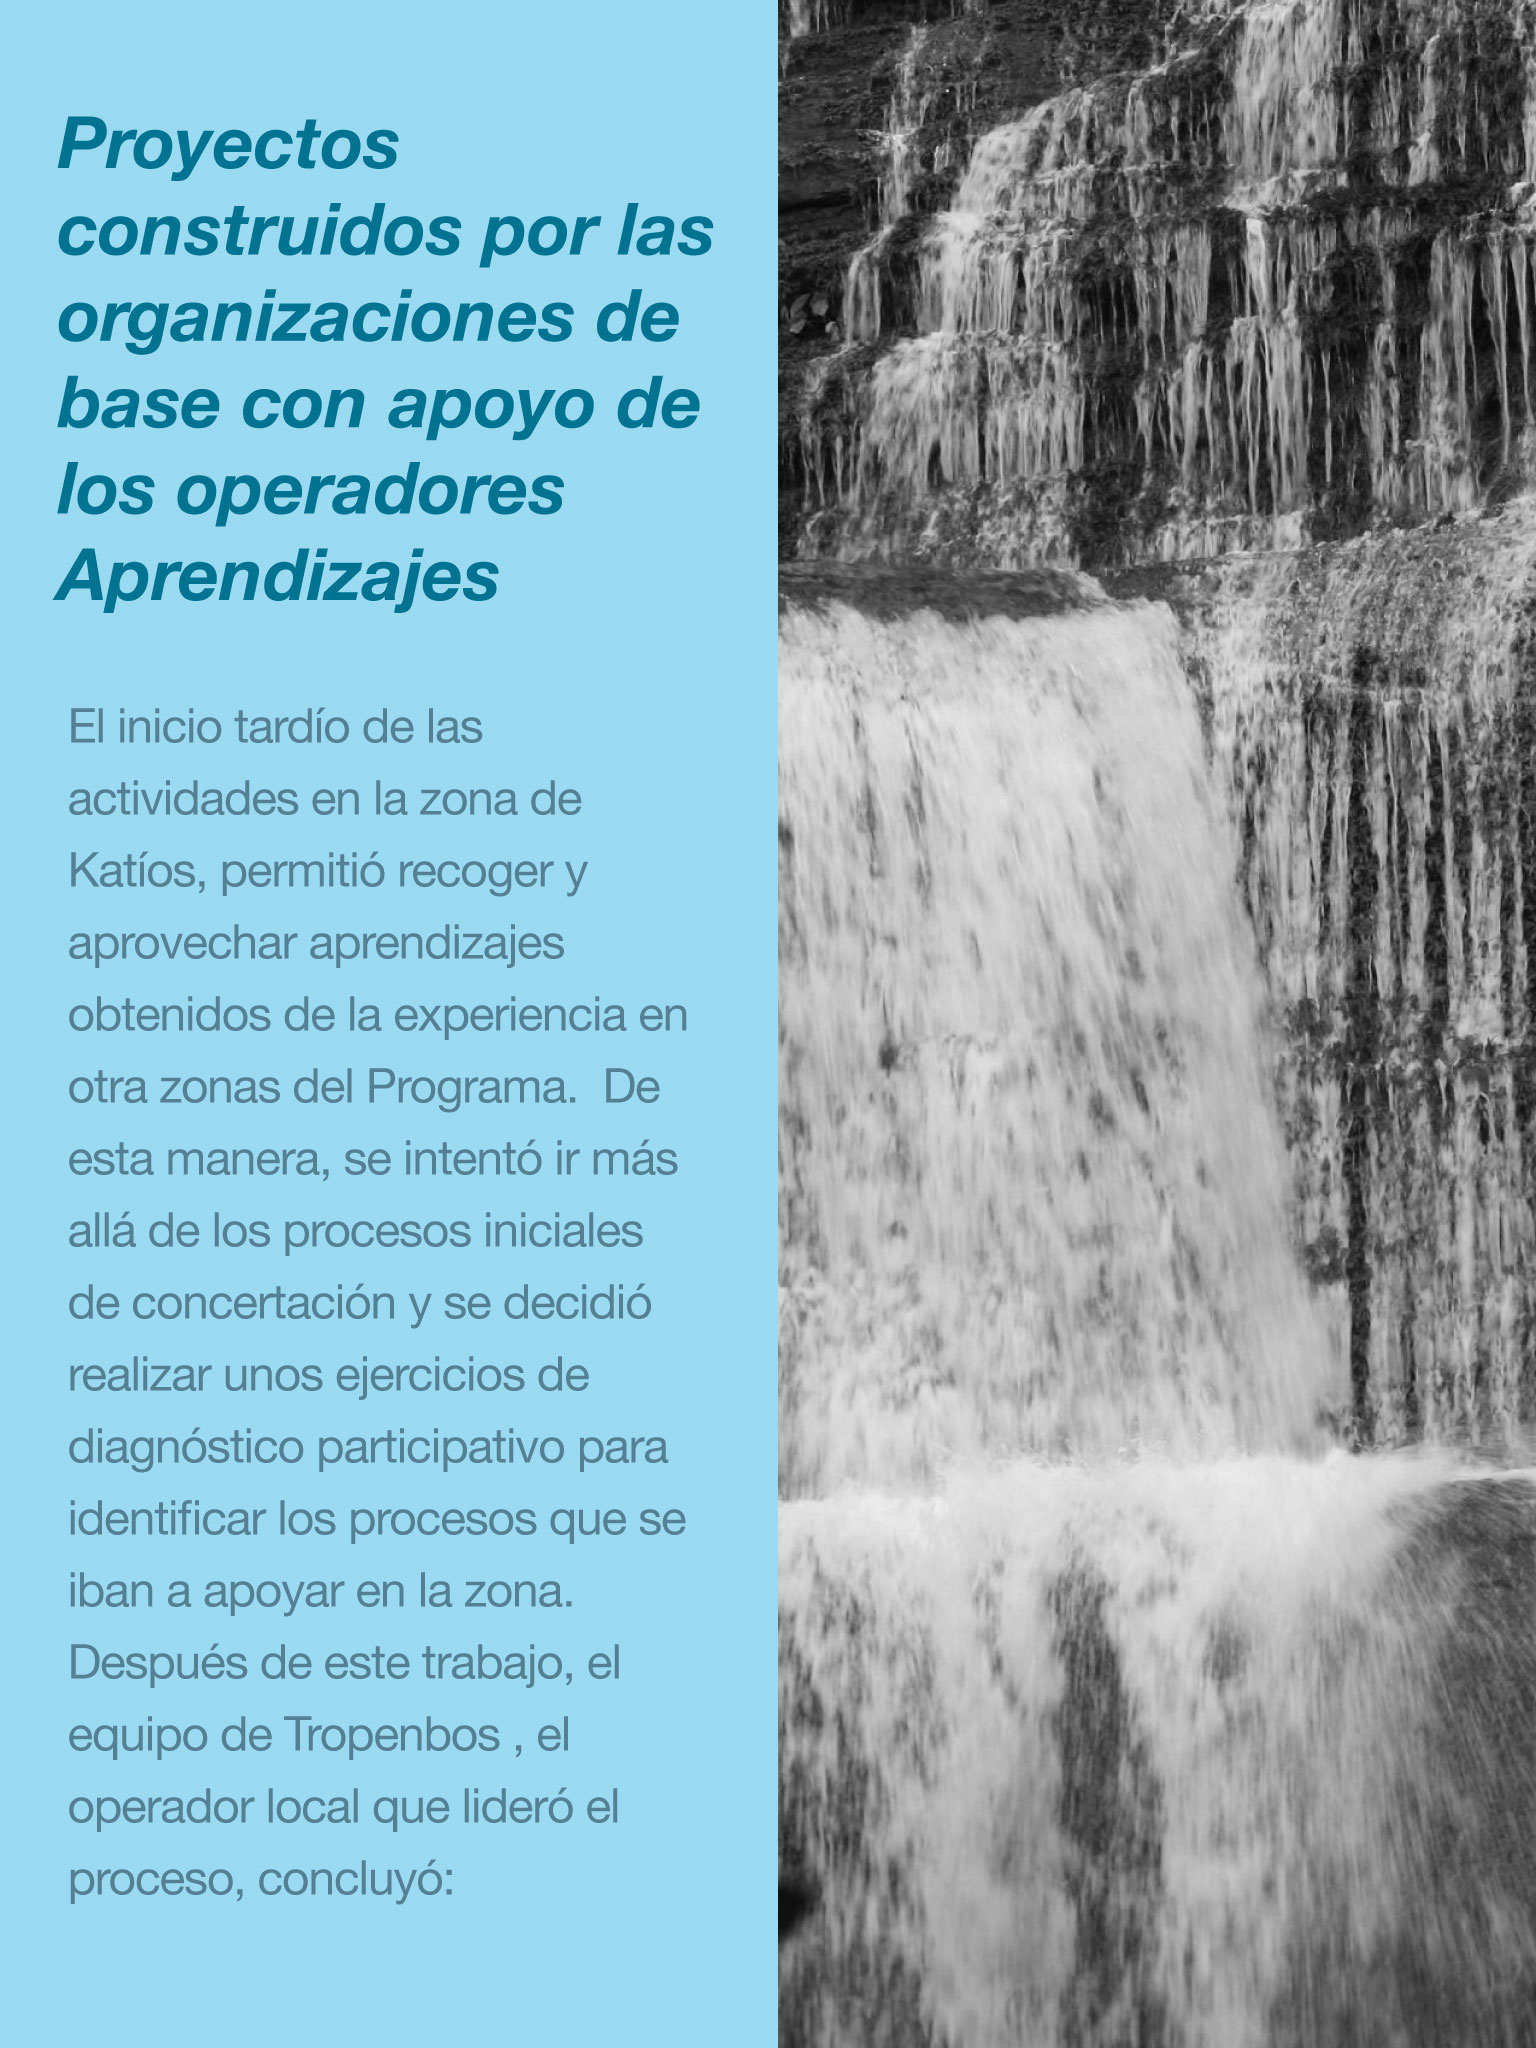 Proyectos
construidos por las
organizaciones de
base con apoyo de
los operadores
Aprendizajes
El inicio tardío de las
actividades en la zona de
Katíos, permitió recoger y
aprovechar aprendizajes
obtenidos de la experiencia en
otra zonas del Programa.  De
esta manera, se intentó ir más
allá de los procesos iniciales
de concertación y se decidió
realizar unos ejercicios de
diagnóstico participativo para
identificar los procesos que se
iban a apoyar en la zona.
Después de este trabajo, el
equipo de Tropenbos , el
operador local que lideró el
proceso, concluyó: